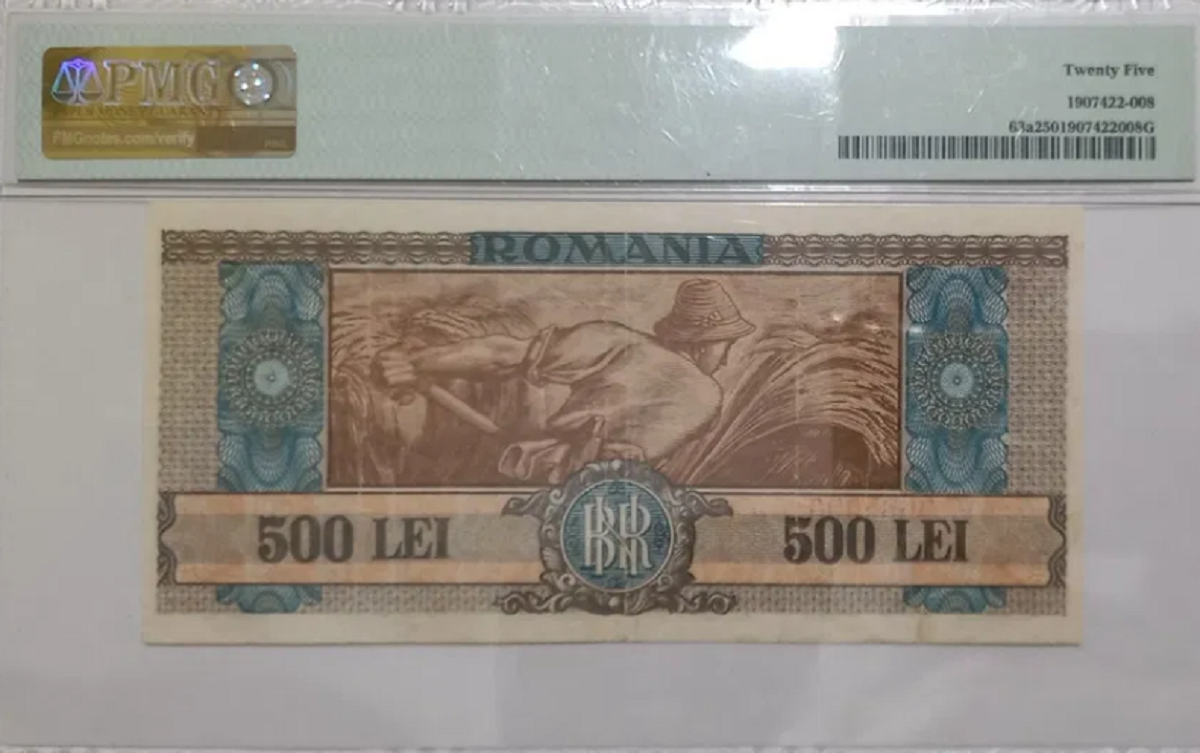 PMG
PMGnotes.com/verify
Twenty Five
1907422-008
63a2501907422008G
ROMANIA
500 LEI
BNR
500 LEI